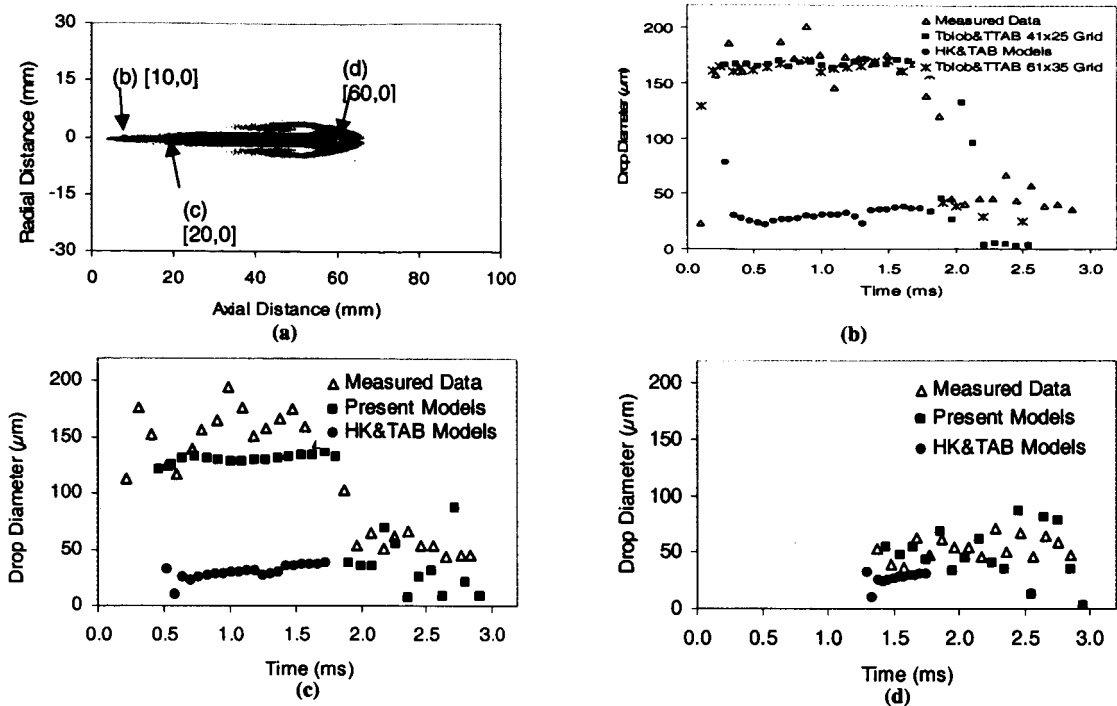 30
15
0
-15
-30
Radial Distance (mm)
(b) [10,0]
(d)
[60,0]
(c)
[20,0]
0 20 40 60 80 100
Axial Distance (mm)
(a)
200
150
100
50
0
Drop Diameter (µm)
Measured Data
Tblob&TTAB 41x25 Grid
HK&TAB Models
Tblob&TTAB 61x35 Grid
0.0 0.5 1.0 1.5 2.0 2.5 3.0
Time (ms)
(b)
200
150
100
50
0
Drop Diameter (µm)
Measured Data
Present Models
HK&TAB Models
0.0 0.5 1.0 1.5 2.0 2.5 3.0
Time (ms)
(c)
200
150
100
50
0
Drop Diameter (µm)
Measured Data
Present Models
HK&TAB Models
0.0 0.5 1.0 1.5 2.0 2.5 3.0
Time (ms)
(d)